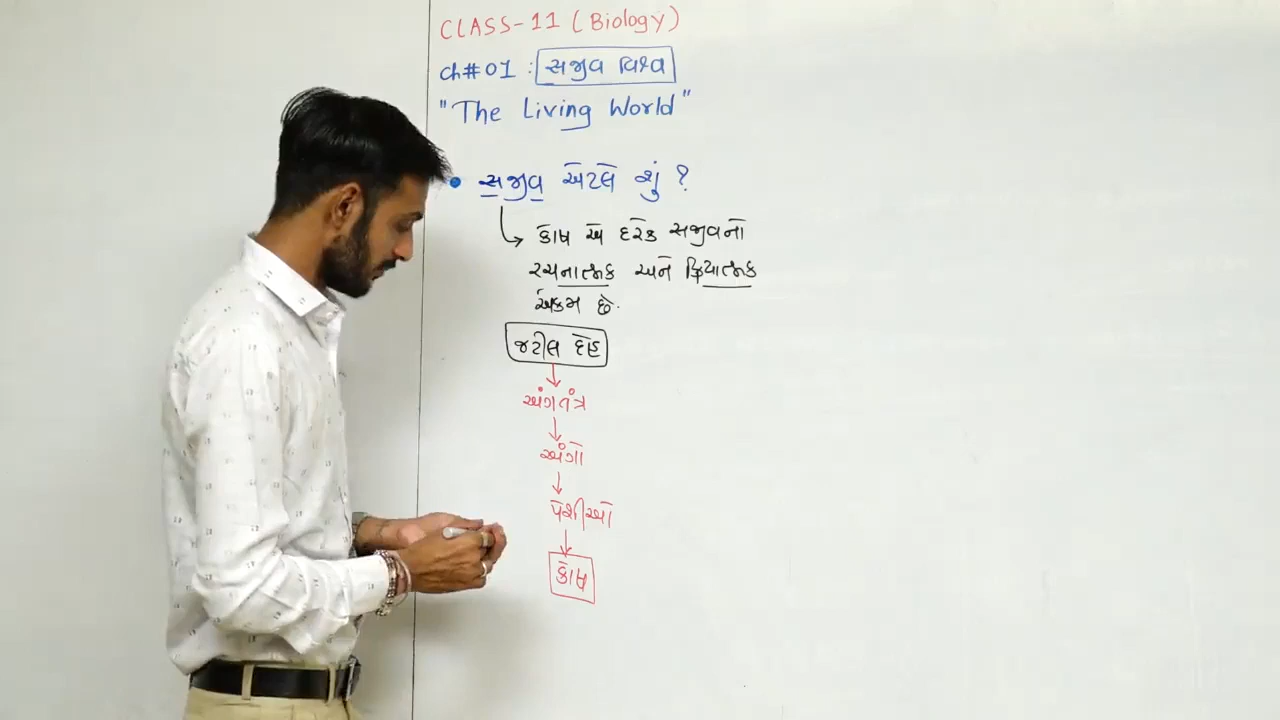 CLASS-11 (Biology)
ch#01 : સજીવ વિશ્વ
"The Living World"
• સજીવ એટલે શું ?
કોષ એ દરેક સજીવનો
રચનાત્મક અને ક્રિયાત્મક
એકમ છે.
જટીલ દેહ
અંગતંત્ર
અંગો
પેશીઓ
કોષ